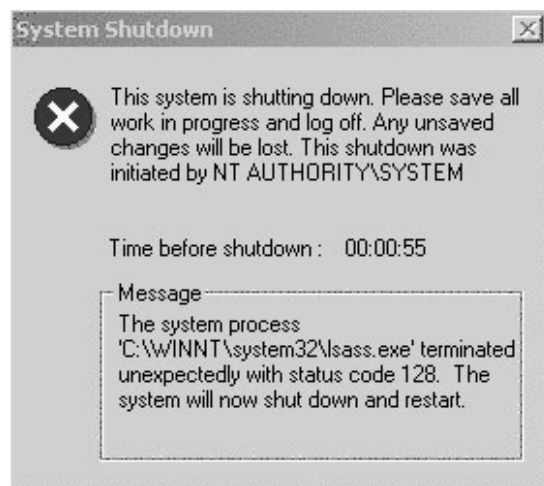 System Shutdown
This system is shutting down. Please save all
work in progress and log off. Any unsaved
changes will be lost. This shutdown was
initiated by NT AUTHORITY\SYSTEM
Time before shutdown : 00:00:55
Message
The system process
'C:\WINNT\system32\lsass.exe' terminated
unexpectedly with status code 128. The
system will now shut down and restart.